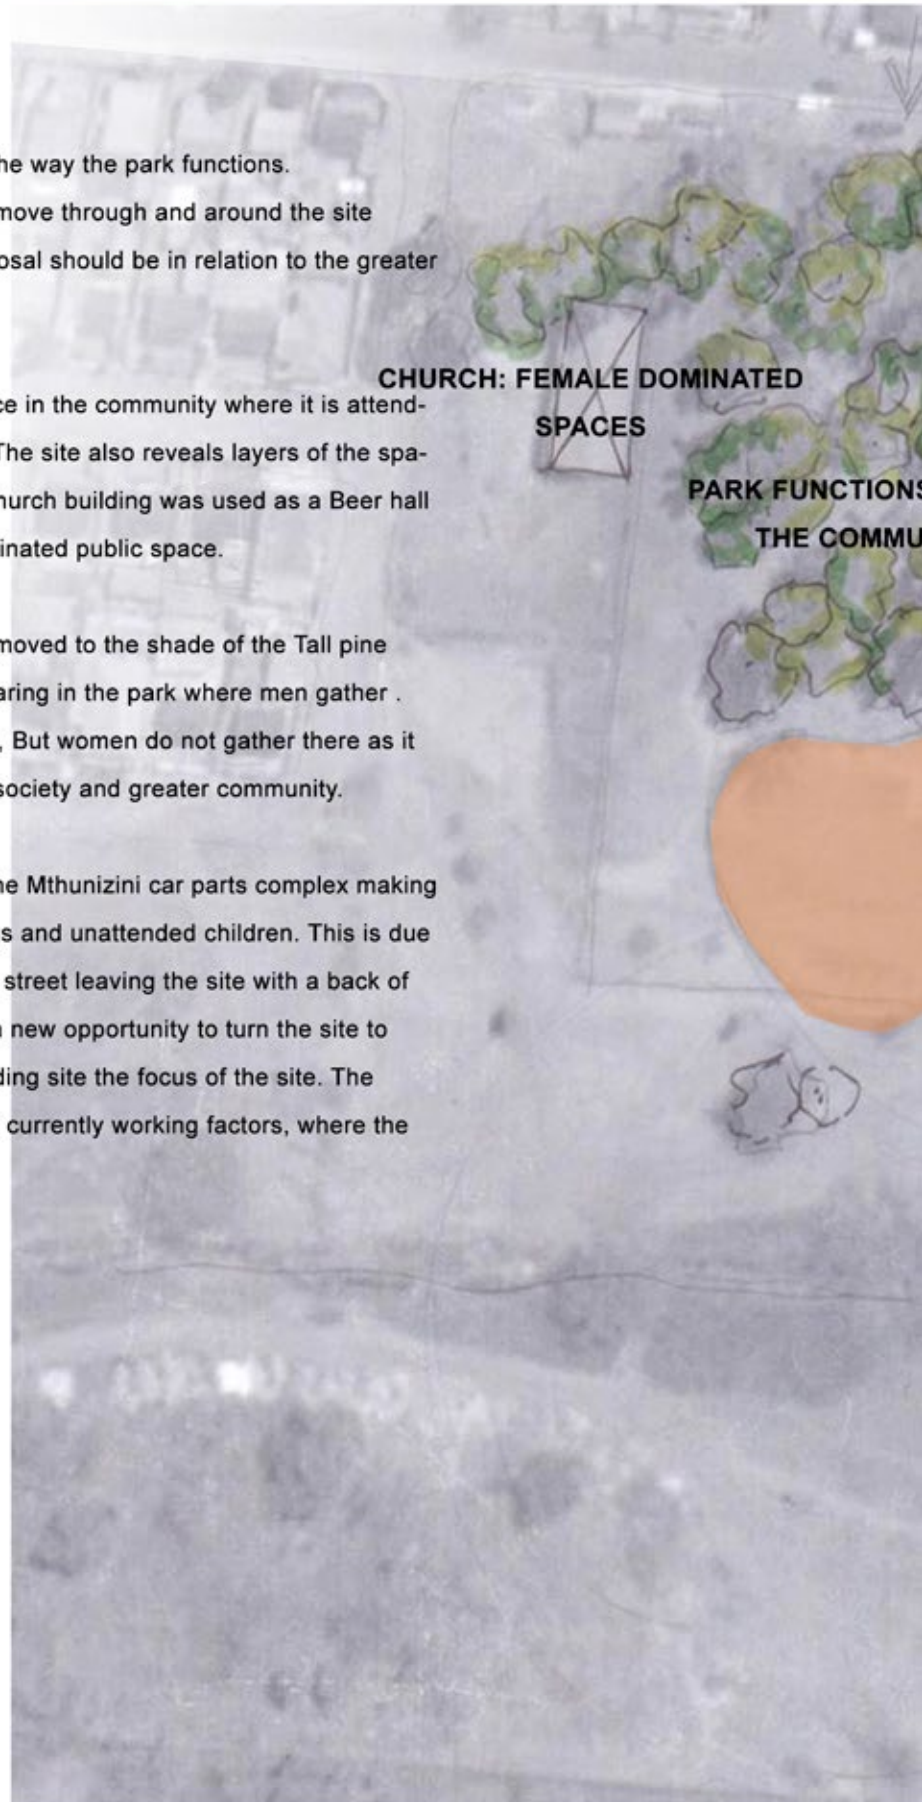 he way the park functions.
move through and around the site
osal should be in relation to the greater
ce in the community where it is attend-
The site also reveals layers of the spa-
hurch building was used as a Beer hall
inated public space.
moved to the shade of the Tall pine
aring in the park where men gather .
, But women do not gather there as it
society and greater community.
he Mthunizini car parts complex making
s and unattended children. This is due
street leaving the site with a back of
new opportunity to turn the site to
ding site the focus of the site. The
currently working factors, where the
CHURCH: FEMALE DOMINATED
SPACES
PARK FUNCTIONS
THE COMMU